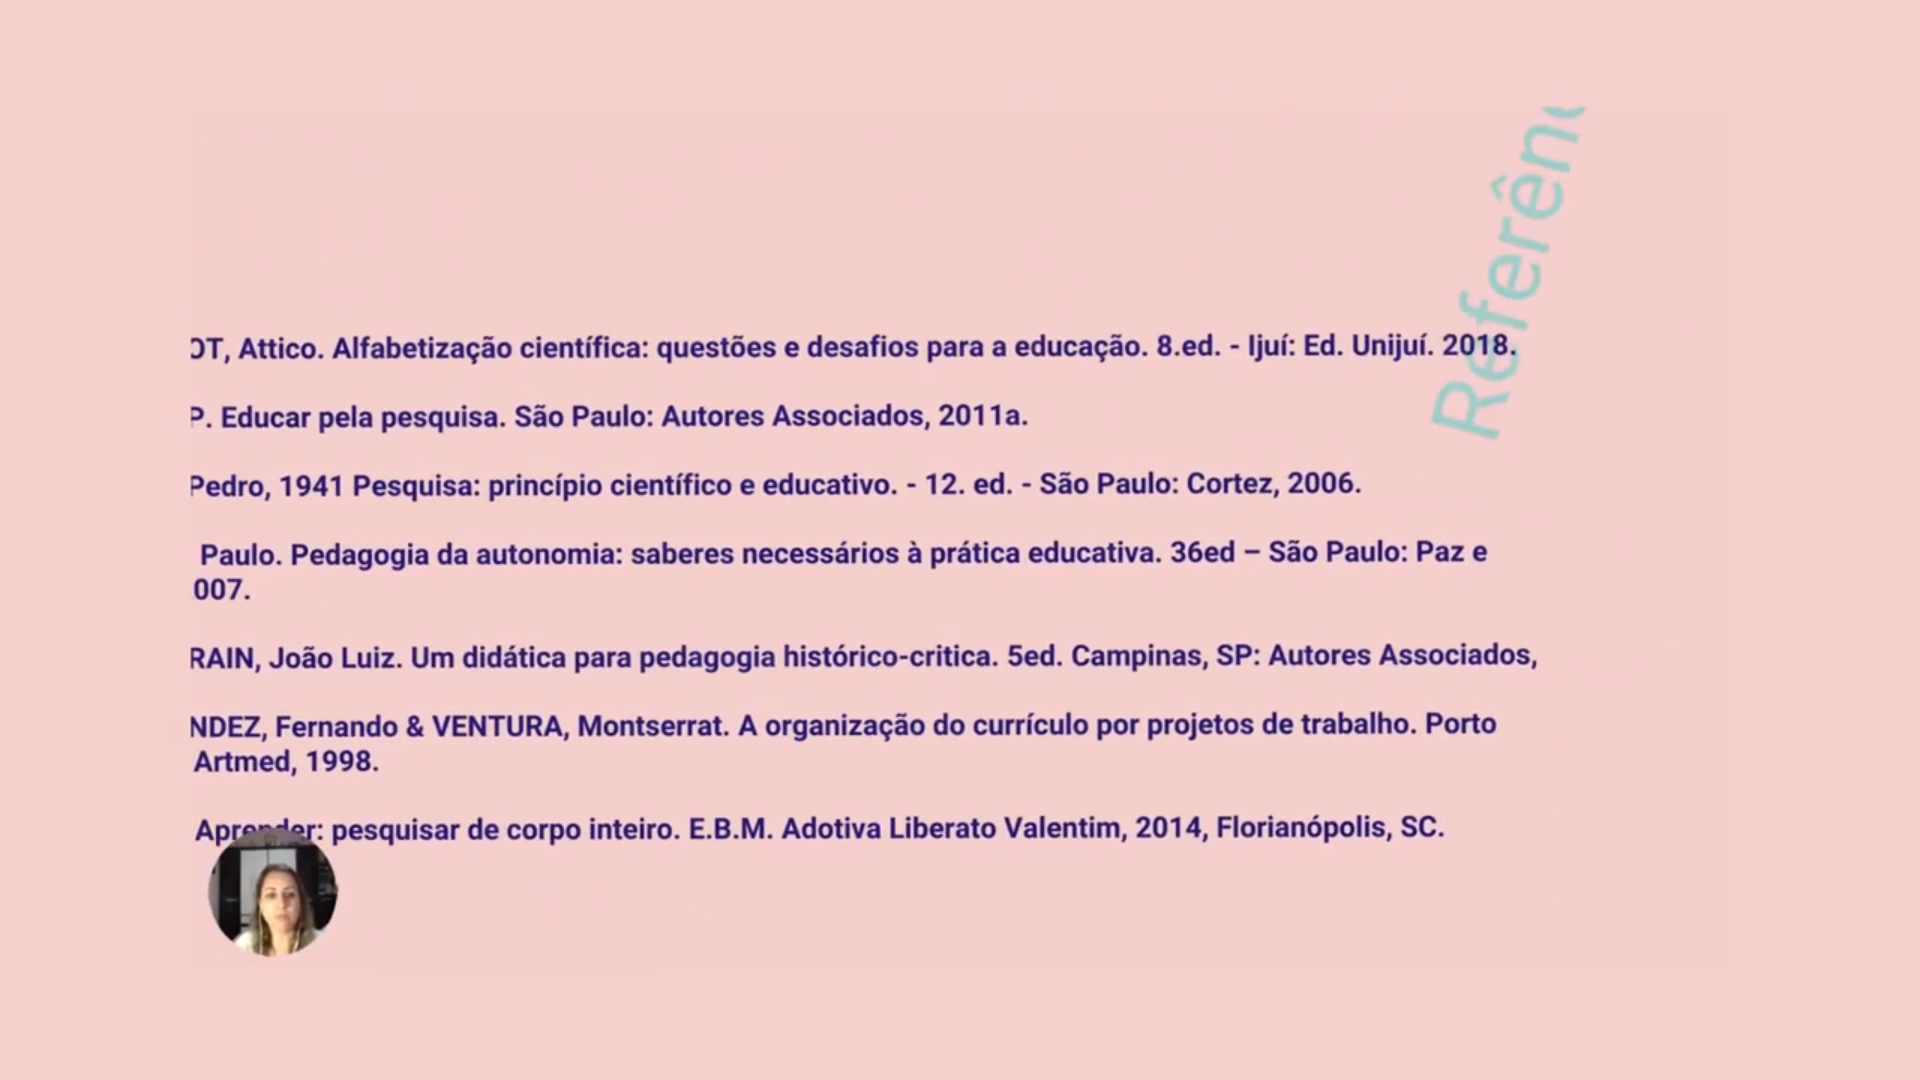 Referênc
OT, Attico. Alfabetização científica: questões e desafios para a educação. 8.ed. - Ijuí: Ed. Unijuí. 2018.
P. Educar pela pesquisa. São Paulo: Autores Associados, 2011a.
Pedro, 1941 Pesquisa: princípio científico e educativo. - 12. ed. - São Paulo: Cortez, 2006.
Paulo. Pedagogia da autonomia: saberes necessários à prática educativa. 36ed – São Paulo: Paz e
007.
RAIN, João Luiz. Um didática para pedagogia histórico-critica. 5ed. Campinas, SP: Autores Associados,
NDEZ, Fernando & VENTURA, Montserrat. A organização do currículo por projetos de trabalho. Porto
Artmed, 1998.
Aprender: pesquisar de corpo inteiro. E.B.M. Adotiva Liberato Valentim, 2014, Florianópolis, SC.